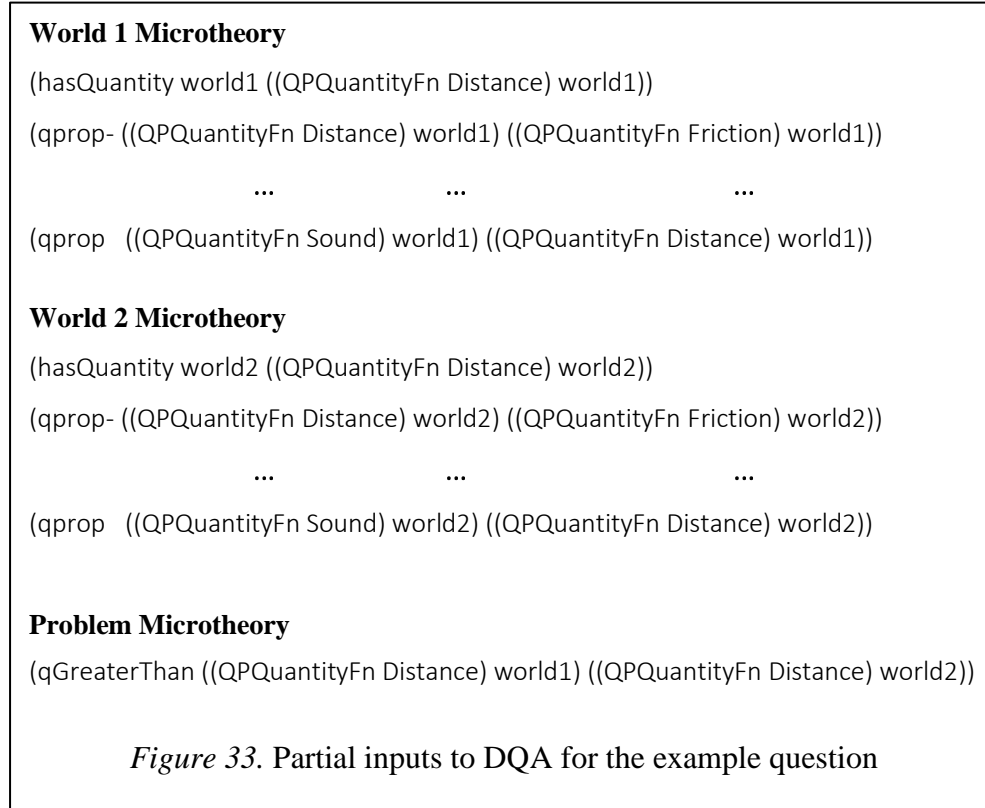 World 1 Microtheory
(hasQuantity world1 ((QPQuantityFn Distance) world1))
(qprop- ((QPQuantityFn Distance) world1) ((QPQuantityFn Friction) world1))
... ... ...
(qprop ((QPQuantityFn Sound) world1) ((QPQuantityFn Distance) world1))
World 2 Microtheory
(hasQuantity world2 ((QPQuantityFn Distance) world2))
(qprop- ((QPQuantityFn Distance) world2) ((QPQuantityFn Friction) world2))
... ... ...
(qprop ((QPQuantityFn Sound) world2) ((QPQuantityFn Distance) world2))
Problem Microtheory
(qGreaterThan ((QPQuantityFn Distance) world1) ((QPQuantityFn Distance) world2))
Figure 33. Partial inputs to DQA for the example question